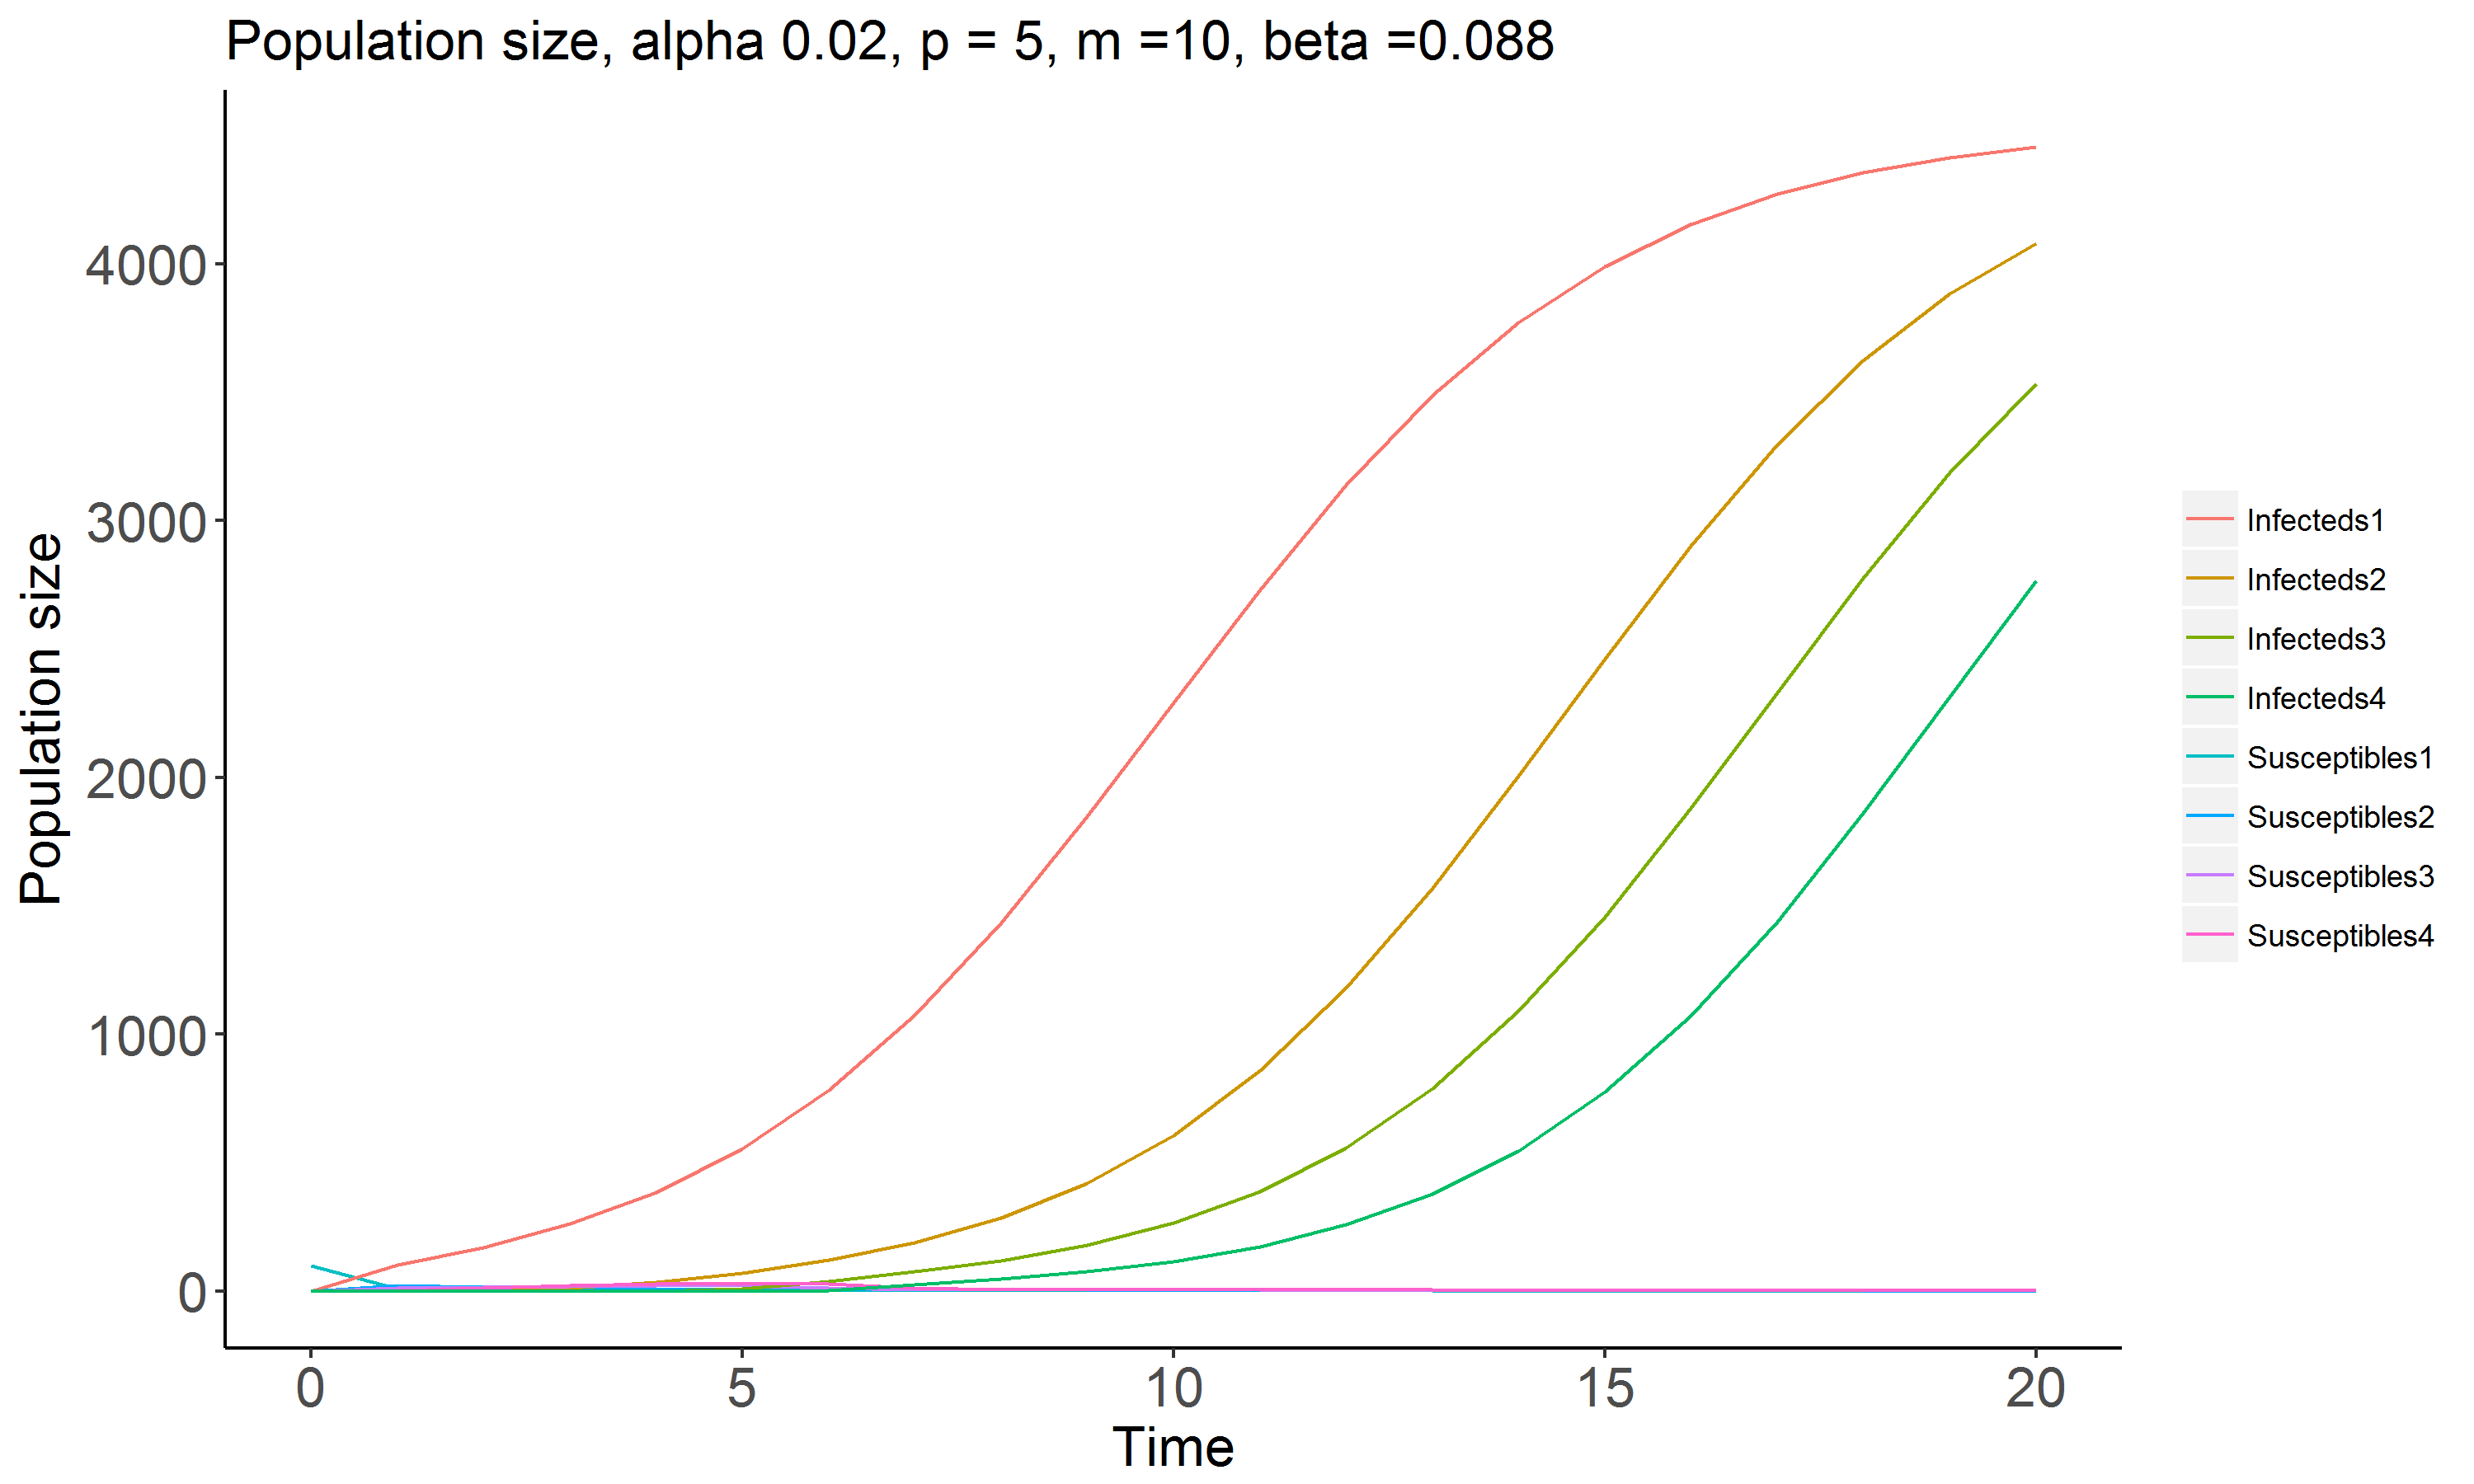 Population size, alpha 0.02, p = 5, m =10, beta =0.088
Population size
4000
3000
2000
1000
0
0 5 10 15 20
Time
Infecteds1
Infecteds2
Infecteds3
Infecteds4
Susceptibles1
Susceptibles2
Susceptibles3
Susceptibles4